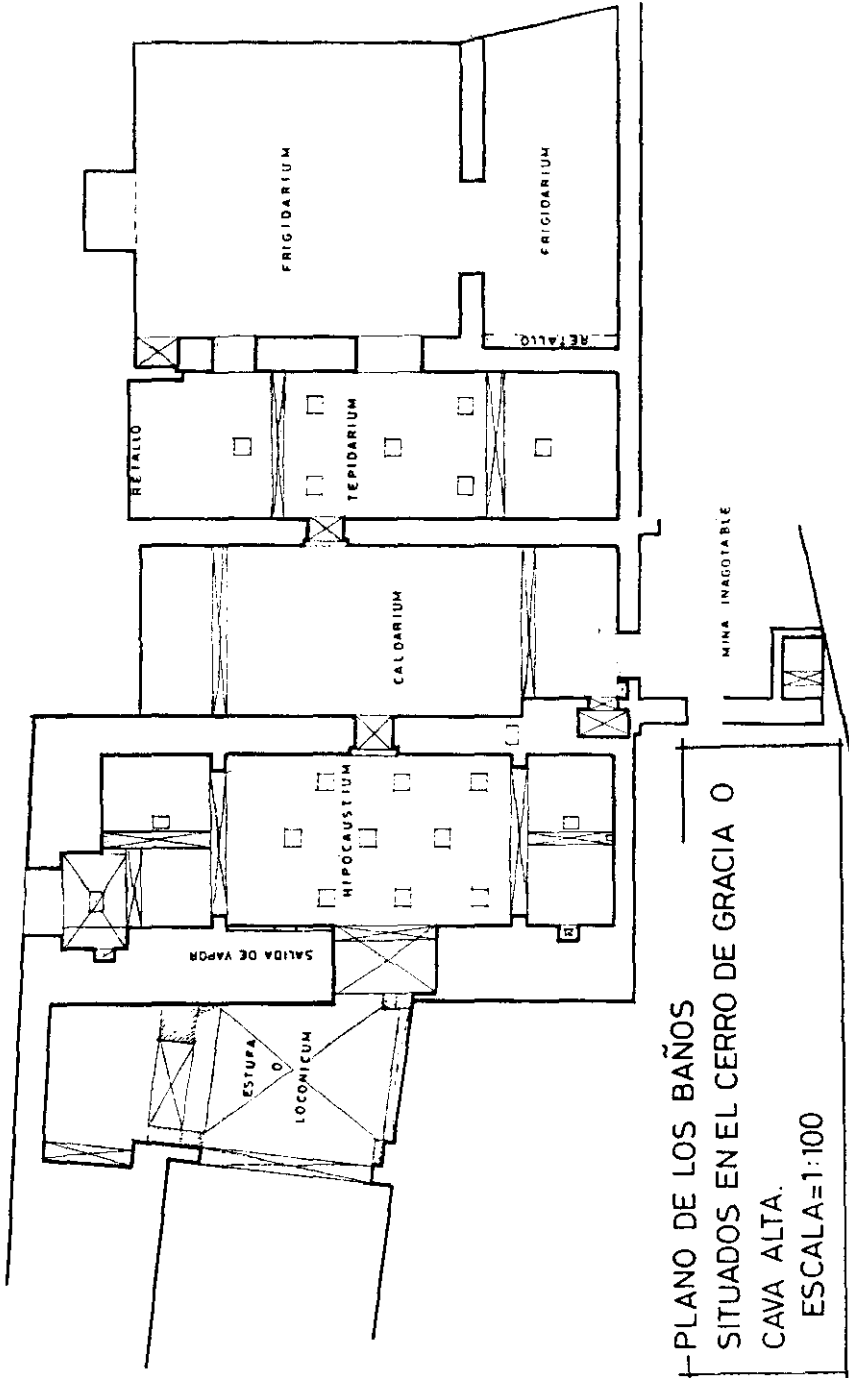 FRIGIDARIUM
FRIGIDARIUM
RETALLO
RETALLO
TEPIDARIUM
CALDARIUM
MINA INAGOTABLE
HIPOCAUSTIUM
SALIDA DE VAPOR
ESTUFA
O
LOCONICUM
PLANO DE LOS BAÑOS
SITUADOS EN EL CERRO DE GRACIA O
CAVA ALTA.
ESCALA=1:100